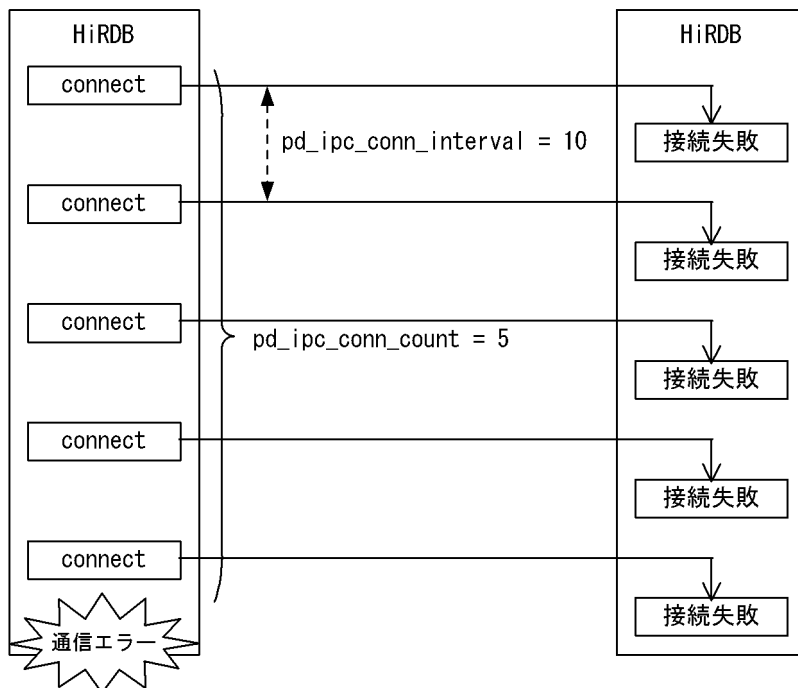 HiRDB
HiRDB
connect
接続失敗
pd_ipc_conn_interval = 10
connect
接続失敗
connect
pd_ipc_conn_count = 5
接続失敗
connect
接続失敗
connect
接続失敗
通信エラー